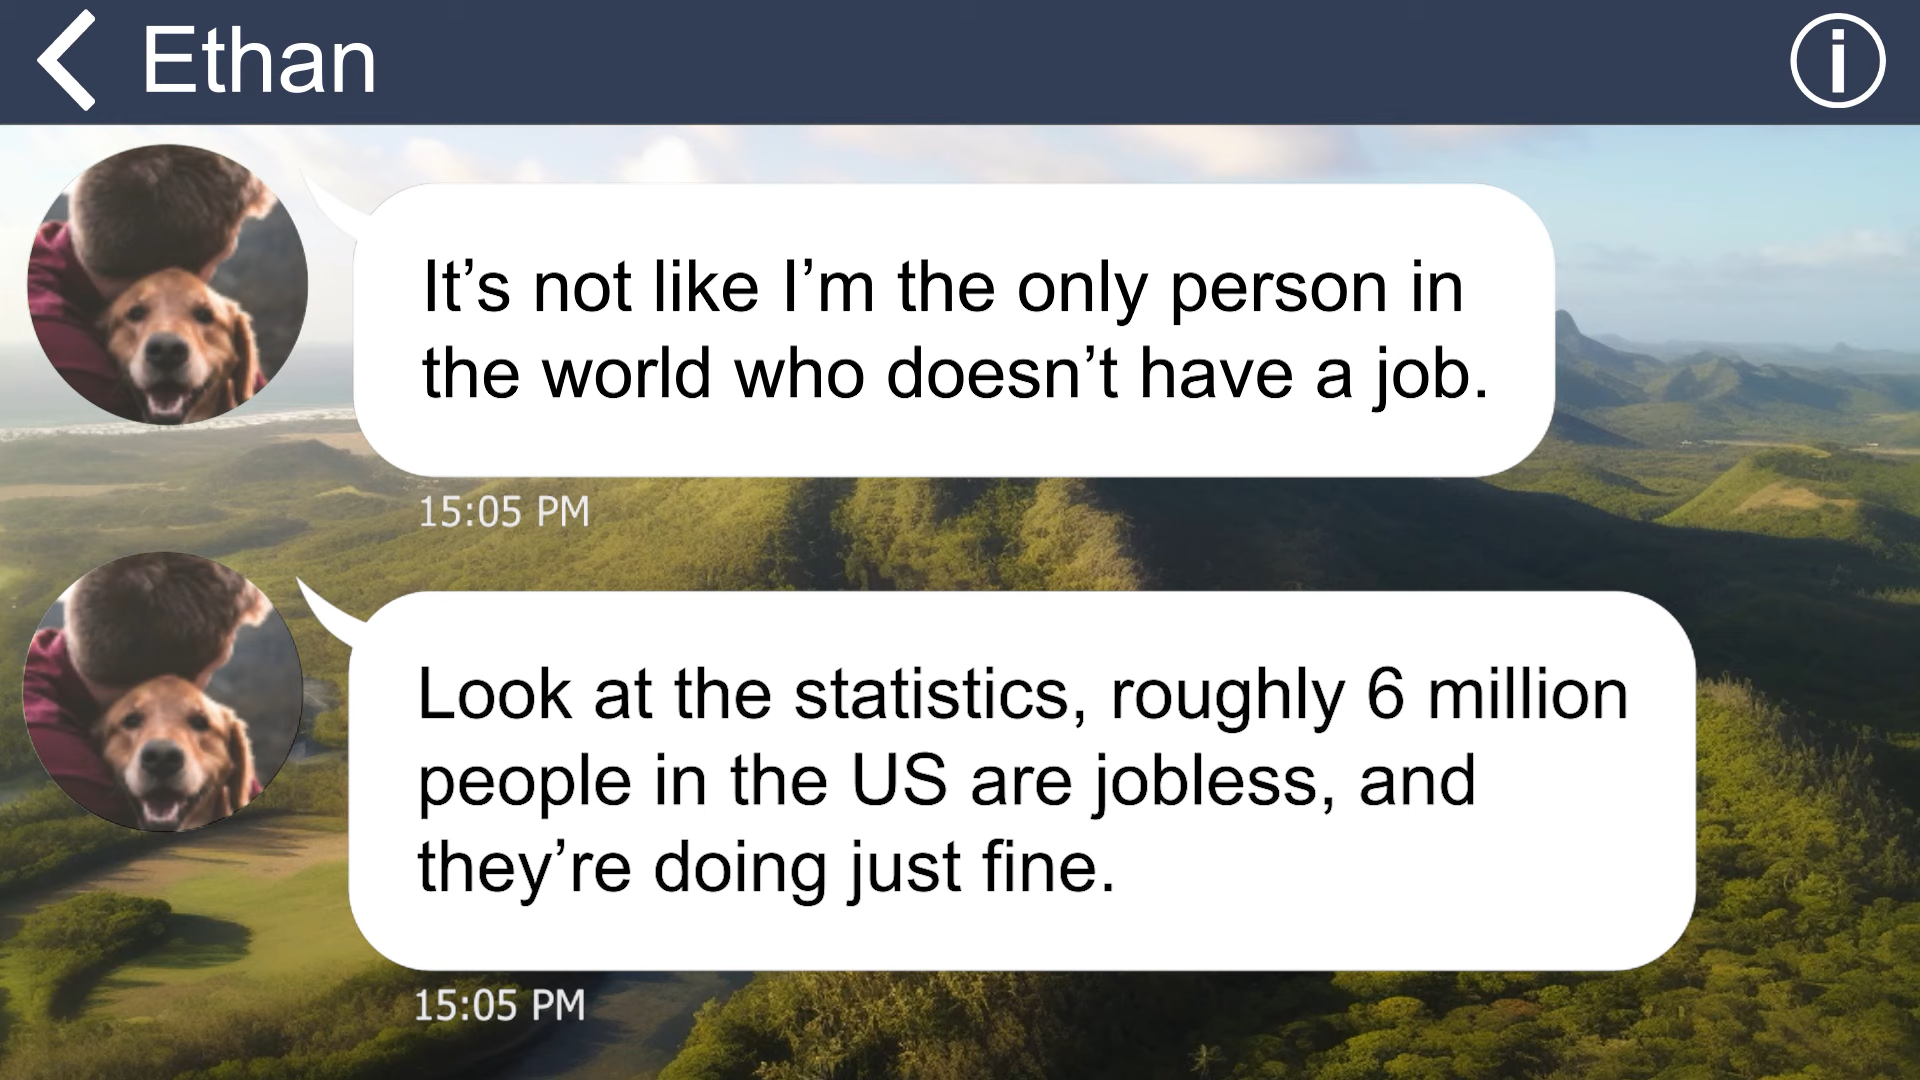 Ethan
It’s not like I’m the only person in
the world who doesn’t have a job.
15:05 PM
Look at the statistics, roughly 6 million
people in the US are jobless, and
they’re doing just fine.
15:05 PM